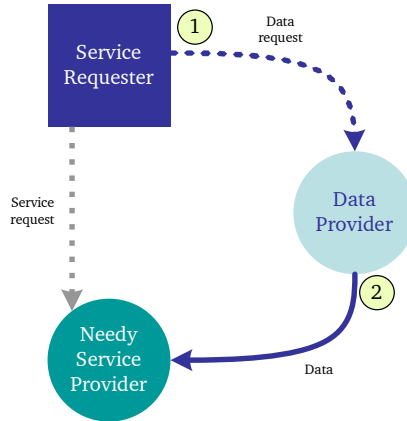 Service
Requester
1
Data
request
Service
request
Data
Provider
2
Needy
Service
Provider
Data